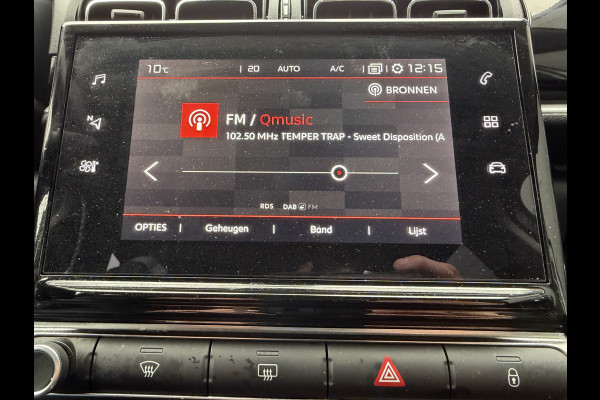 10°C 20 AUTO A/C 12:15
BRONNEN
FM / Qmusic
102.50 MHz TEMPER TRAP - Sweet Disposition (A
N
RDS DAB FM
OPTIES Geheugen Band Lijst